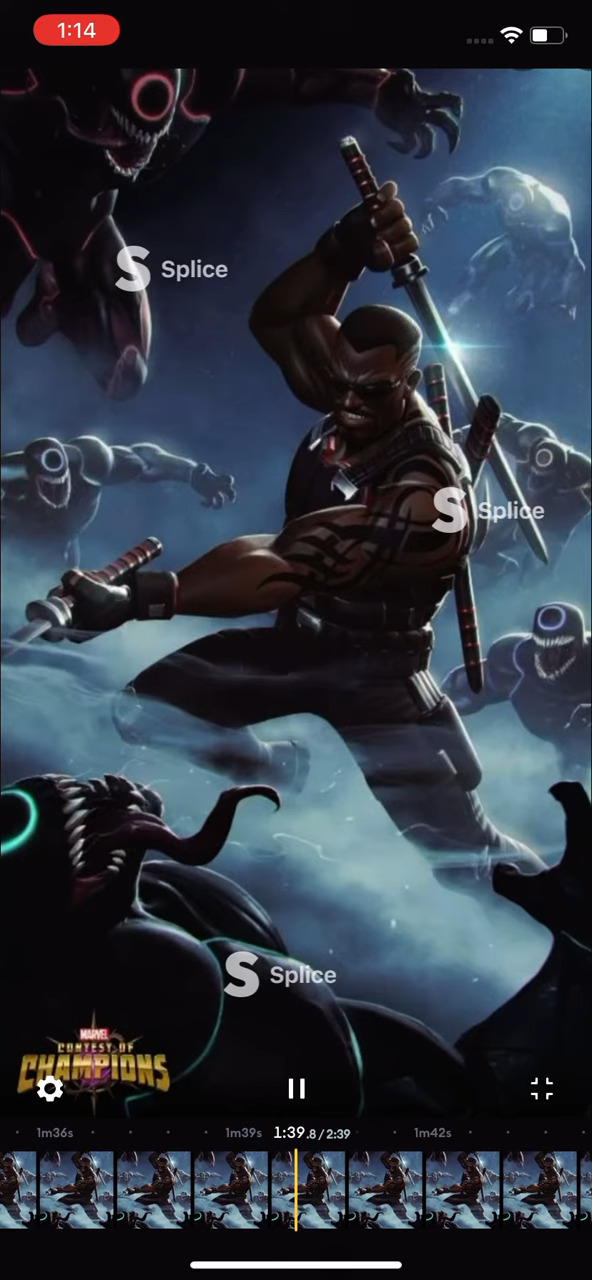 1:14
Splice
Splice
Splice
MARVEL
CONTEST OF
CHAMPIONS
1m36s
1m39s
1:39.8 / 2:39
1m42s